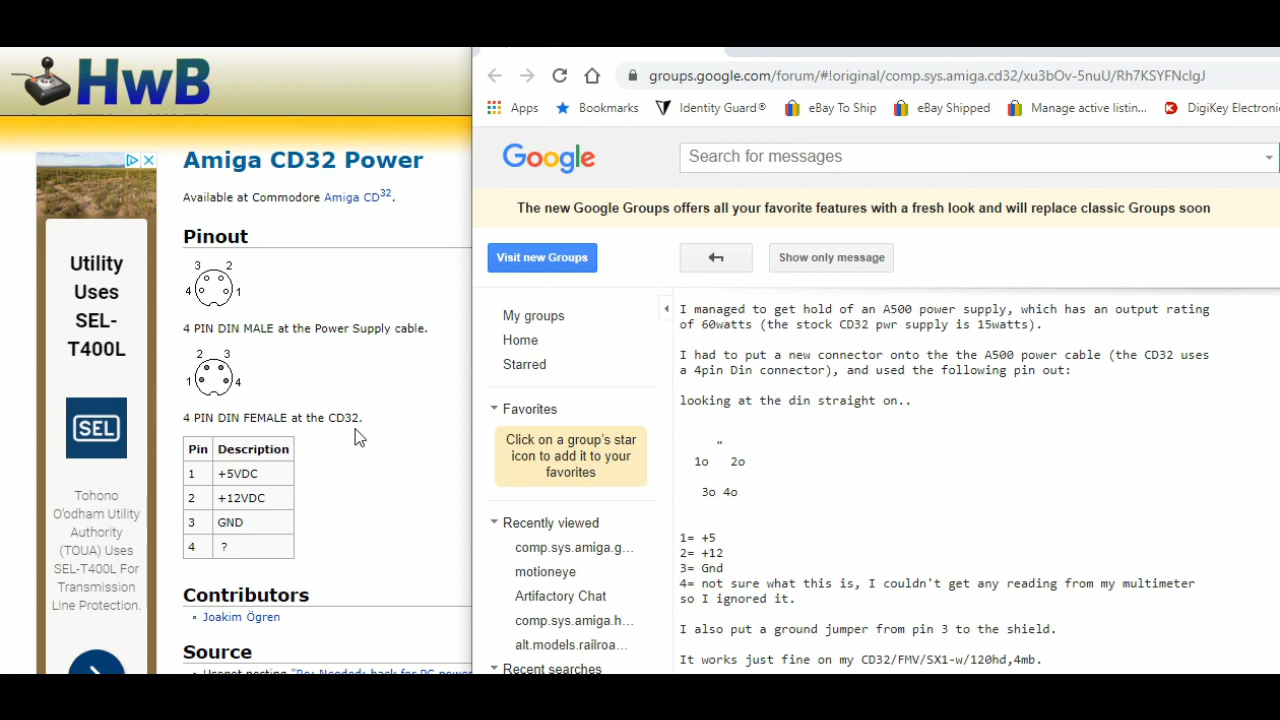 HwB
Amiga CD32 Power
Available at Commodore Amiga CD32.
Pinout
3 2
4 1
4 PIN DIN MALE at the Power Supply cable.
2 3
1 4
4 PIN DIN FEMALE at the CD32.
Pin Description
1 +5VDC
2 +12VDC
3 GND
4 ?
Contributors
Joakim Ögren
Source
Utility
Uses
SEL-
T400L
SEL
Tohono
O'odham Utility
Authority
(TOUA) Uses
SEL-T400L For
Transmission
Line Protection.
groups.google.com/forum/#!original/comp.sys.amiga.cd32/xu3bOv-5nuU/Rh7KSYFNcIgJ
Apps Bookmarks Identity Guard® eBay To Ship eBay Shipped Manage active listin... DigiKey Electroni
Google
Search for messages
The new Google Groups offers all your favorite features with a fresh look and will replace classic Groups soon
Visit new Groups
Show only message
My groups
Home
Starred
Favorites
Click on a group's star
icon to add it to your
favorites
Recently viewed
comp.sys.amiga.g...
motioneye
Artifactory Chat
comp.sys.amiga.h...
alt.models.railroa...
Recent searches
I managed to get hold of an A500 power supply, which has an output rating
of 60watts (the stock CD32 pwr supply is 15watts).
I had to put a new connector onto the the A500 power cable (the CD32 uses
a 4pin Din connector), and used the following pin out:
looking at the din straight on..
"
1o 2o
3o 4o
1= +5
2= +12
3= Gnd
4= not sure what this is, I couldn't get any reading from my multimeter
so I ignored it.
I also put a ground jumper from pin 3 to the shield.
It works just fine on my CD32/FMV/SX1-w/120hd,4mb.